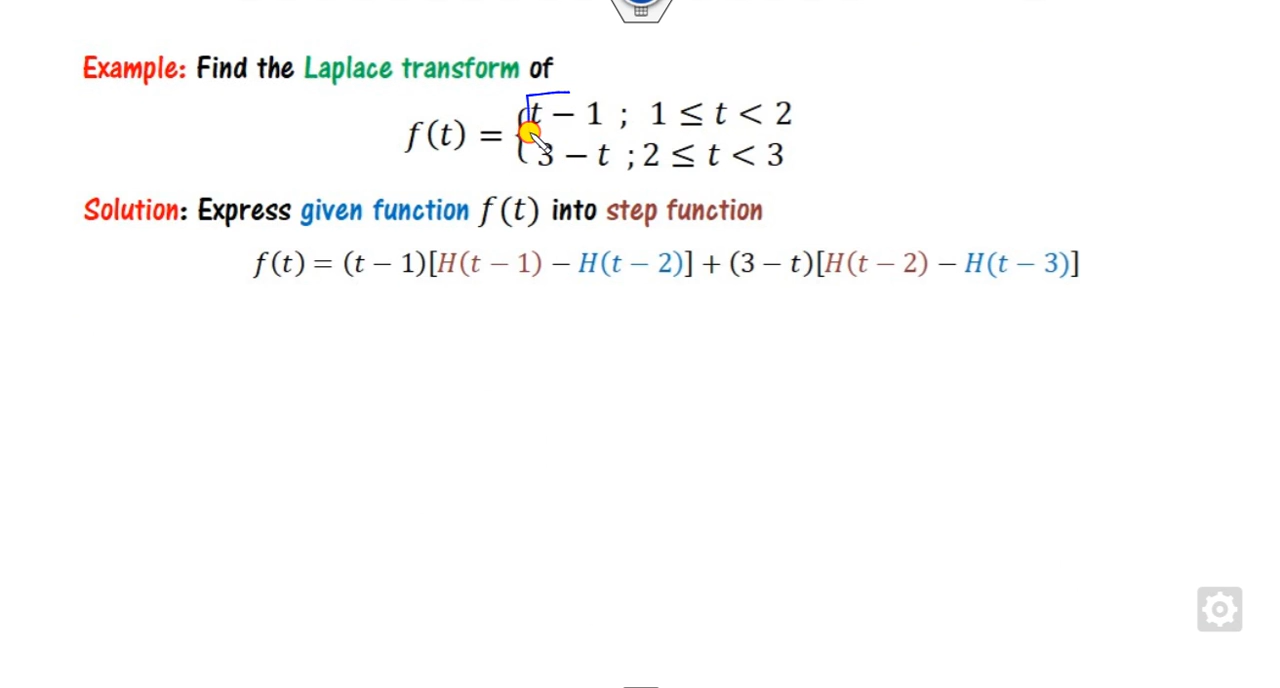 Example: Find the Laplace transform of
f(t) = { t − 1 ; 1 ≤ t < 2
3 − t ; 2 ≤ t < 3
Solution: Express given function f(t) into step function
f(t) = (t − 1)[H(t − 1) − H(t − 2)] + (3 − t)[H(t − 2) − H(t − 3)]